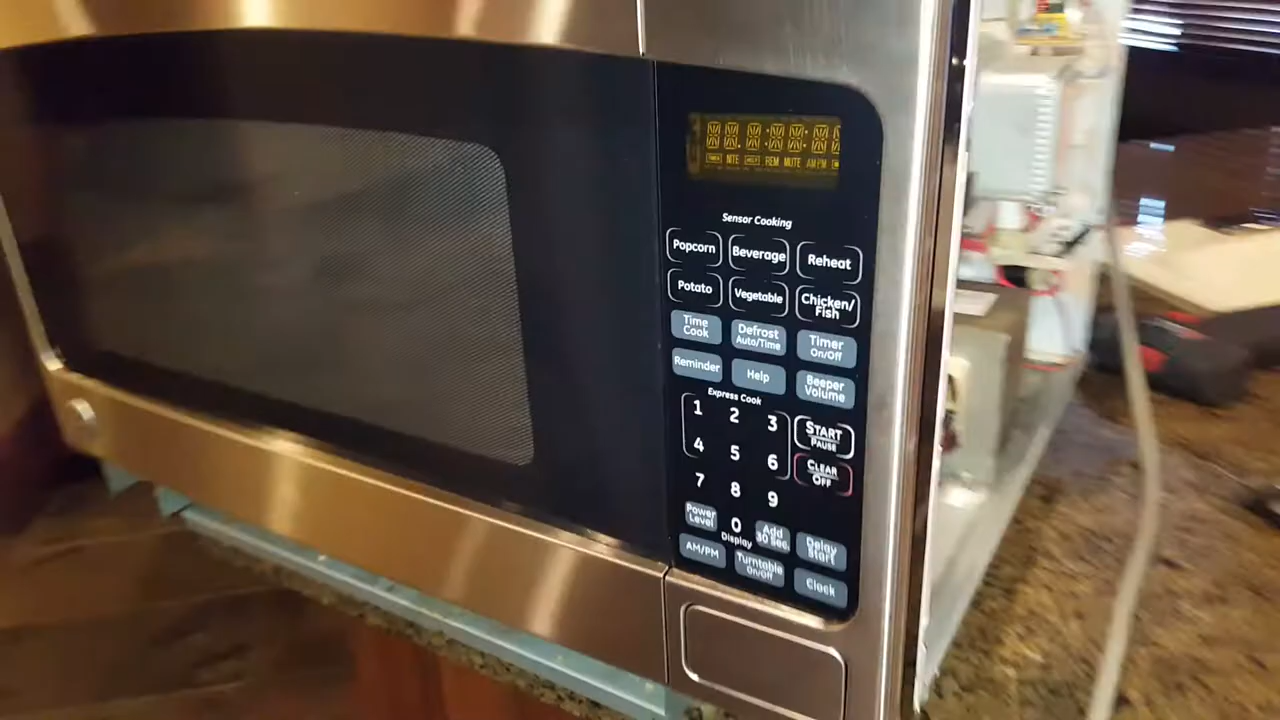 NTE REM MUTE AM PM
Sensor Cooking
Popcorn
Beverage
Reheat
Potato
Vegetable
Chicken/
Fish
Time
Cook
Defrost
Auto/Time
Timer
On/Off
Reminder
Help
Beeper
Volume
Express Cook
1 2 3
START
PAUSE
4 5 6
CLEAR
OFF
7 8 9
Power
Level
0
Display
Add
30 Sec.
Delay
Start
AM/PM
Turntable
On/Off
Clock